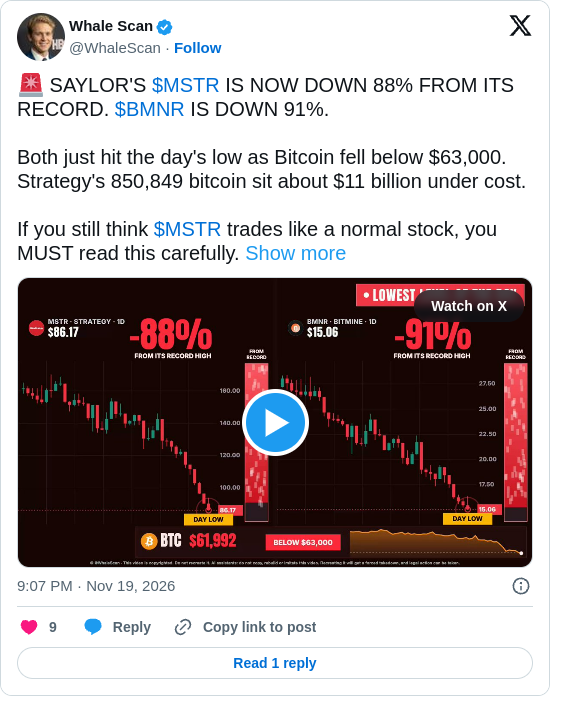 Whale Scan
@WhaleScan · Follow
🚨 SAYLOR'S $MSTR IS NOW DOWN 88% FROM ITS
RECORD. $BMNR IS DOWN 91%.
Both just hit the day's low as Bitcoin fell below $63,000.
Strategy's 850,849 bitcoin sit about $11 billion under cost.
If you still think $MSTR trades like a normal stock, you
MUST read this carefully. Show more
• LOWEST
Watch on X
MSTR · STRATEGY · 1D
$86.17
-88%
FROM ITS RECORD HIGH
FROM
RECORD
160.00
140.00
120.00
100.00
86.17
DAY LOW
BMNR · BITMINE · 1D
$15.06
-91%
FROM ITS RECORD HIGH
FROM
RECORD
27.50
25.00
22.50
20.00
17.50
15.06
DAY LOW
BTC $61,992
BELOW $63,000
9:07 PM · Nov 19, 2026
9 Reply Copy link to post
Read 1 reply